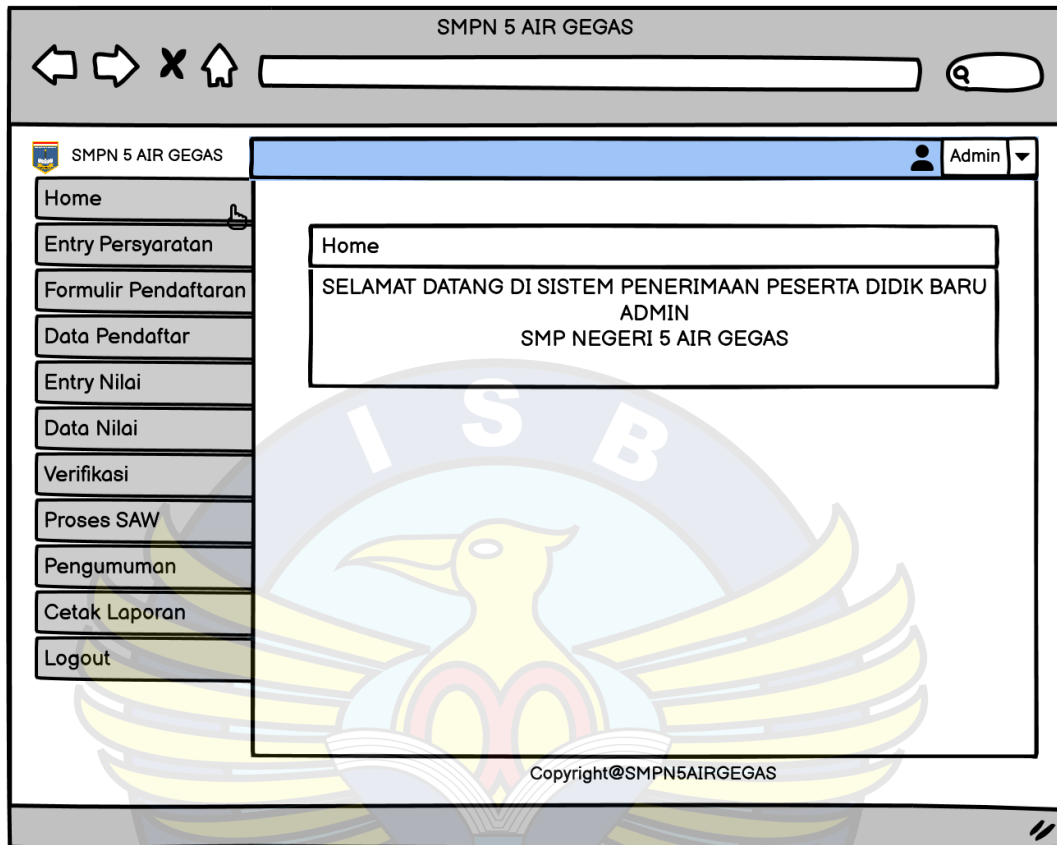 SMPN 5 AIR GEGAS
SMPN 5 AIR GEGAS
Admin
Home
Entry Persyaratan
Formulir Pendaftaran
Data Pendaftar
Entry Nilai
Data Nilai
Verifikasi
Proses SAW
Pengumuman
Cetak Laporan
Logout
Home
SELAMAT DATANG DI SISTEM PENERIMAAN PESERTA DIDIK BARU
ADMIN
SMP NEGERI 5 AIR GEGAS
I S B
Copyright@SMPN5AIRGEGAS